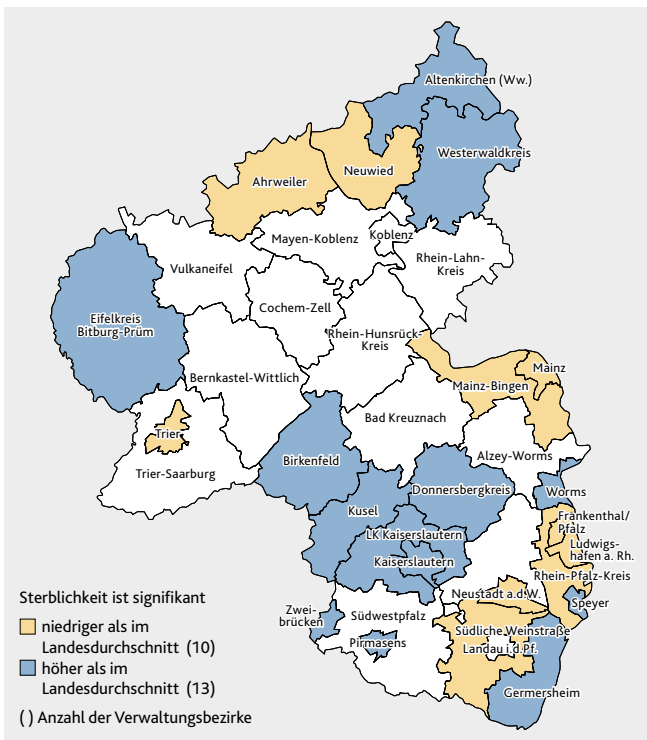 Altenkirchen (Ww.)
Westerwaldkreis
Neuwied
Ahrweiler
Mayen-Koblenz
Koblenz
Rhein-Lahn-
Kreis
Vulkaneifel
Cochem-Zell
Eifelkreis
Bitburg-Prüm
Rhein-Hunsrück-
Kreis
Mainz
Bernkastel-Wittlich
Mainz-Bingen
Bad Kreuznach
Trier
Alzey-Worms
Trier-Saarburg
Birkenfeld
Donnersbergkreis
Worms
Kusel
Frankenthal/
Pfalz
LK Kaiserslautern
Ludwigs-
hafen a. Rh.
Kaiserslautern
Rhein-Pfalz-Kreis
Neustadt a.d.W.
Speyer
Zwei-
brücken
Südwestpfalz
Südliche Weinstraße
Pirmasens
Landau i.d.Pf.
Germersheim
Sterblichkeit ist signifikant
niedriger als im
Landesdurchschnitt (10)
höher als im
Landesdurchschnitt (13)
( ) Anzahl der Verwaltungsbezirke